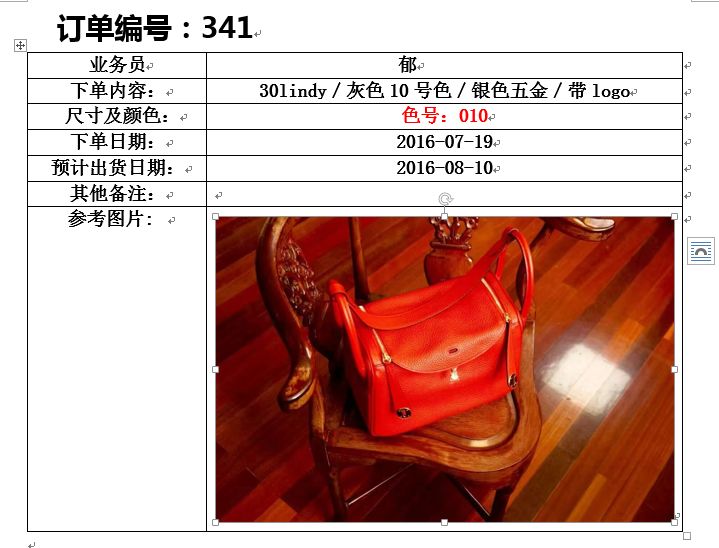 订单编号：341
业务员 郁
下单内容： 30lindy / 灰色 10 号色 / 银色五金 / 带 logo
尺寸及颜色： 色号：010
下单日期： 2016-07-19
预计出货日期： 2016-08-10
其他备注：
参考图片：